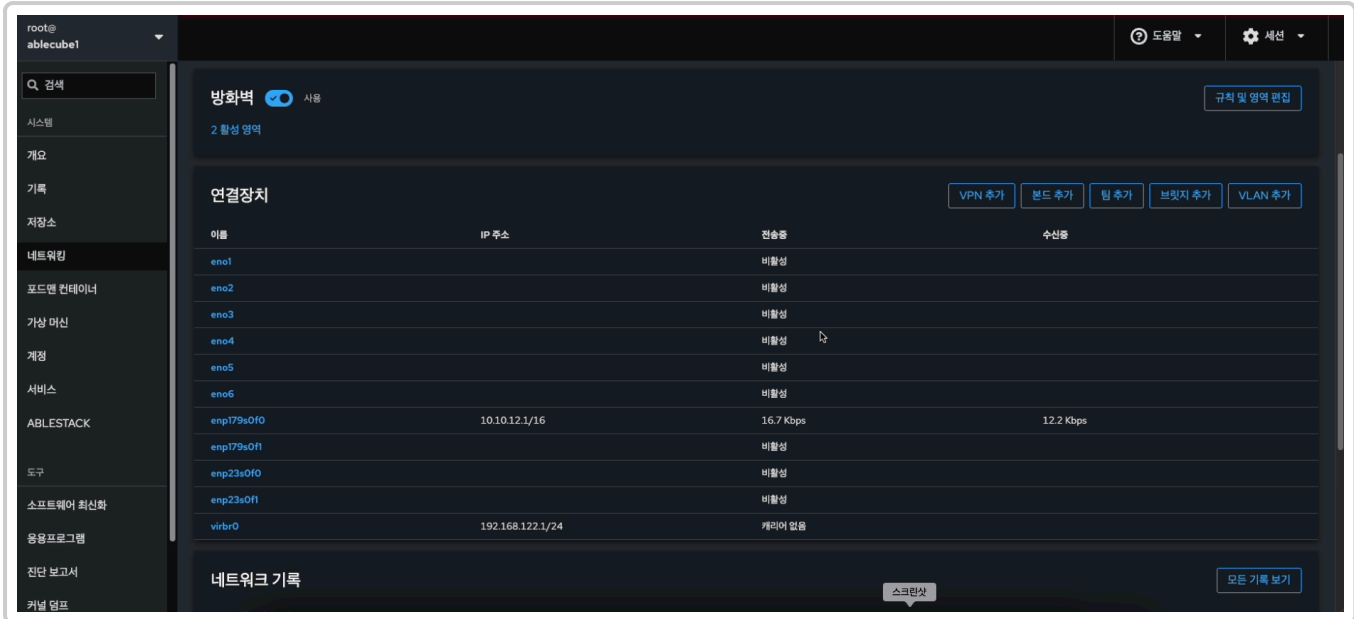 root@
ablecube1
도움말
세션
검색
시스템
개요
기록
저장소
네트워킹
포드맨 컨테이너
가상 머신
계정
서비스
ABLESTACK
도구
소프트웨어 최신화
응용프로그램
진단 보고서
커널 덤프
방화벽 사용
규칙 및 영역 편집
2 활성 영역
연결장치
VPN 추가 본드 추가 팀 추가 브릿지 추가 VLAN 추가
이름 IP 주소 전송중 수신중
eno1 비활성
eno2 비활성
eno3 비활성
eno4 비활성
eno5 비활성
eno6 비활성
enp179s0f0 10.10.12.1/16 16.7 Kbps 12.2 Kbps
enp179s0f1 비활성
enp23s0f0 비활성
enp23s0f1 비활성
virbr0 192.168.122.1/24 캐리어 없음
네트워크 기록
모든 기록 보기
스크린샷